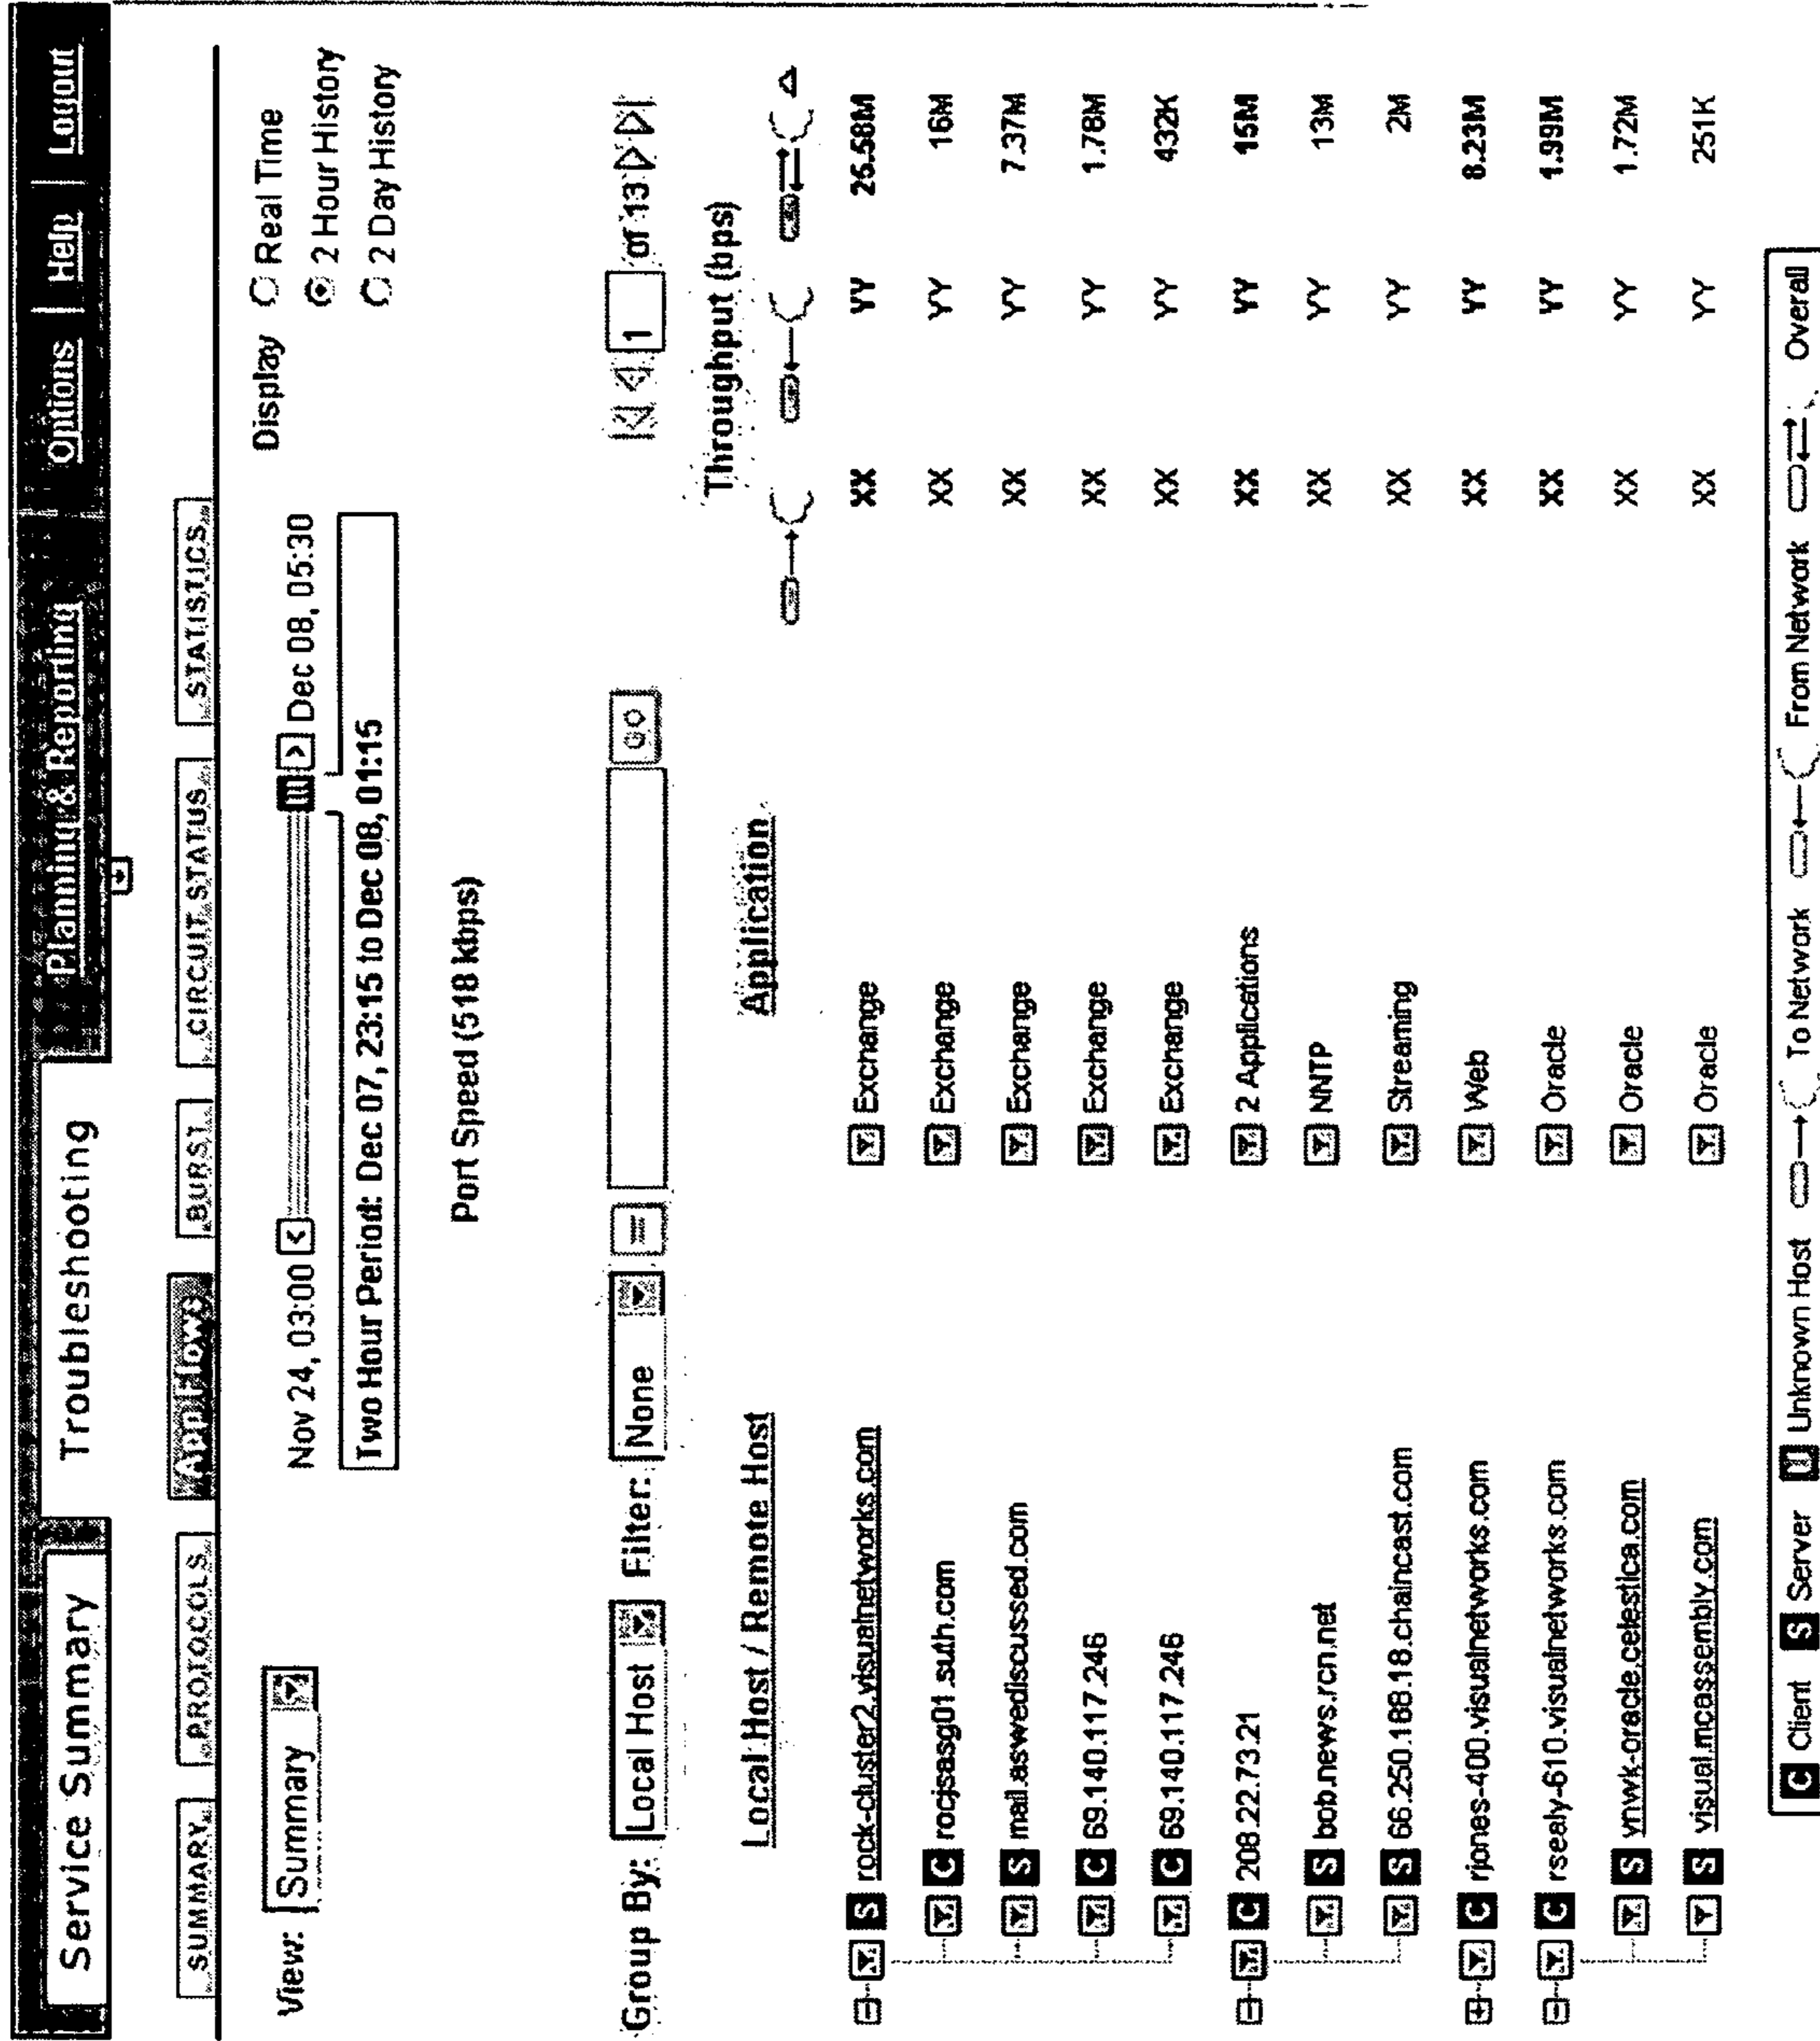 Service Summary Troubleshooting Planning & Reporting Options | Help | Logout
SUMMARY PROTOCOLS APP Flows BURST CIRCUIT STATUS STATISTICS
View: Summary Nov 24, 03:00 < > Dec 08, 05:30 Display Real Time
2 Hour History
Two Hour Period: Dec 07, 23:15 to Dec 08, 01:15
2 Day History
Port Speed (518 kbps)
Group By: Local Host Filter: None = GO 1 of 13
Throughput (bps)
Local Host / Remote Host Application
S rock-cluster2.visualnetworks.com Exchange XX YY 25.58M
C rocjsasg01.suth.com Exchange XX YY 16M
S mail.aswediscussed.com Exchange XX YY 7.37M
C 69.140.117.246 Exchange XX YY 1.78M
C 69.140.117.246 Exchange XX YY 432K
C 208.22.73.21 2 Applications XX YY 15M
S bob.news.rcn.net NNTP XX YY 13M
S 66.250.188.18.chaincast.com Streaming XX YY 2M
C rjones-400.visualnetworks.com Web XX YY 8.23M
C rsealy-610.visualnetworks.com Oracle XX YY 1.99M
S vnwk-oracle.celestica.com Oracle XX YY 1.72M
S visual.mcassembly.com Oracle XX YY 251K
C Client S Server U Unknown Host To Network From Network Overall